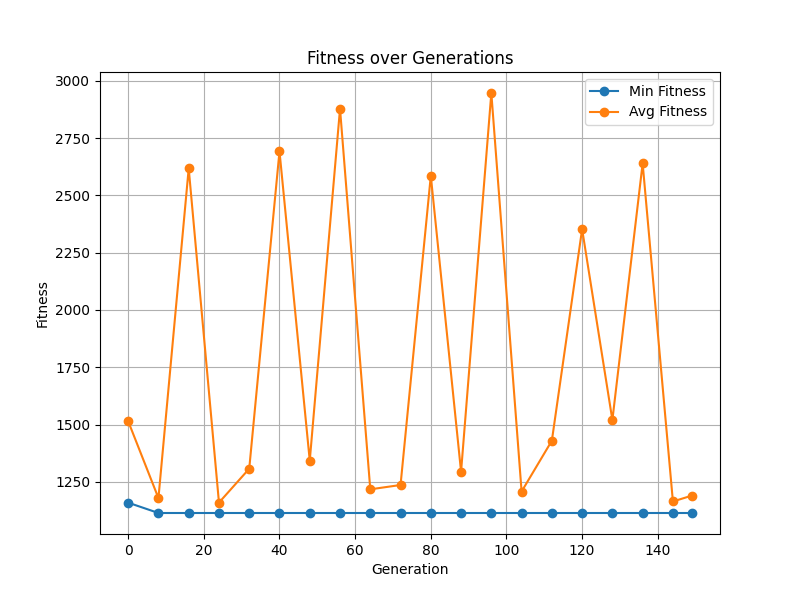 Fitness over Generations
Min Fitness
Avg Fitness
3000
2750
2500
2250
2000
1750
1500
1250
Fitness
0 20 40 60 80 100 120 140
Generation